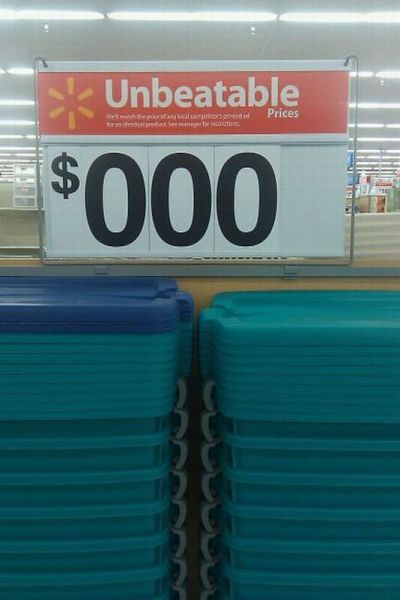 Unbeatable
Prices
We'll match the price of any local competitor's printed ad
for an identical product. See manager for restrictions.
$000